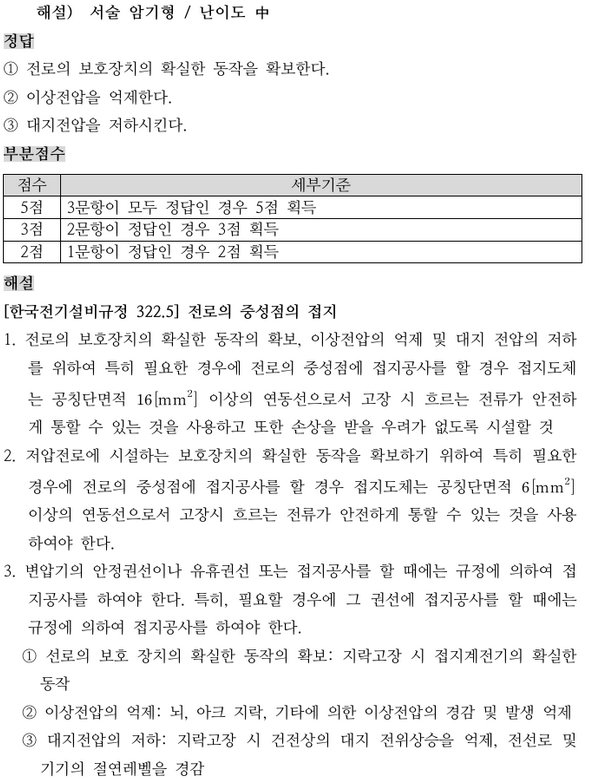 해설) 서술 암기형 / 난이도 中
정답
① 전로의 보호장치의 확실한 동작을 확보한다.
② 이상전압을 억제한다.
③ 대지전압을 저하시킨다.
부분점수
점수 세부기준
5점 3문항이 모두 정답인 경우 5점 획득
3점 2문항이 정답인 경우 3점 획득
2점 1문항이 정답인 경우 2점 획득
해설
[한국전기설비규정 322.5] 전로의 중성점의 접지
1. 전로의 보호장치의 확실한 동작의 확보, 이상전압의 억제 및 대지 전압의 저하
를 위하여 특히 필요한 경우에 전로의 중성점에 접지공사를 할 경우 접지도체
는 공칭단면적 16[mm²] 이상의 연동선으로서 고장 시 흐르는 전류가 안전하
게 통할 수 있는 것을 사용하고 또한 손상을 받을 우려가 없도록 시설할 것
2. 저압전로에 시설하는 보호장치의 확실한 동작을 확보하기 위하여 특히 필요한
경우에 전로의 중성점에 접지공사를 할 경우 접지도체는 공칭단면적 6[mm²]
이상의 연동선으로서 고장시 흐르는 전류가 안전하게 통할 수 있는 것을 사용
하여야 한다.
3. 변압기의 안정권선이나 유휴권선 또는 접지공사를 할 때에는 규정에 의하여 접
지공사를 하여야 한다. 특히, 필요할 경우에 그 권선에 접지공사를 할 때에는
규정에 의하여 접지공사를 하여야 한다.
① 선로의 보호 장치의 확실한 동작의 확보: 지락고장 시 접지계전기의 확실한
동작
② 이상전압의 억제: 뇌, 아크 지락, 기타에 의한 이상전압의 경감 및 발생 억제
③ 대지전압의 저하: 지락고장 시 건전상의 대지 전위상승을 억제, 전선로 및
기기의 절연레벨을 경감